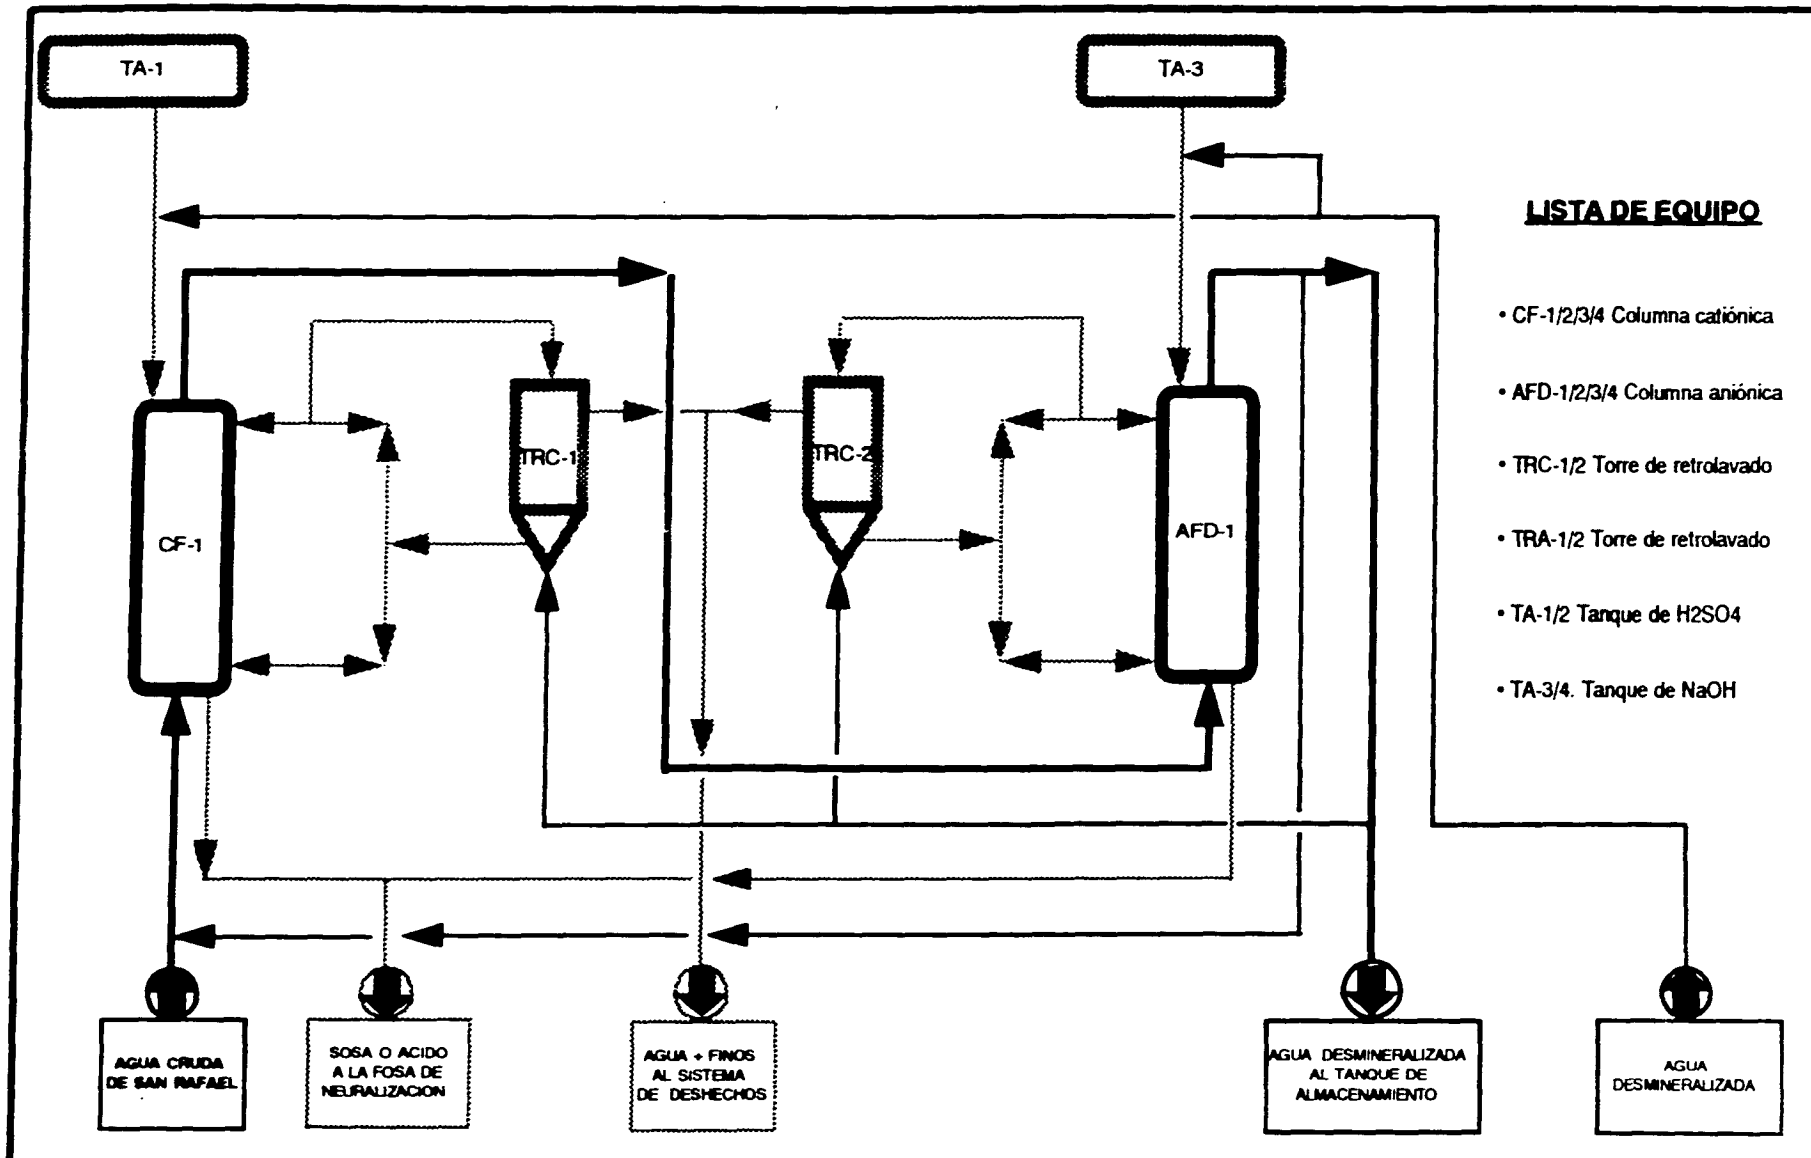 TA-1
TA-3
LISTA DE EQUIPO
• CF-1/2/3/4 Columna catiónica
• AFD-1/2/3/4 Columna aniónica
• TRC-1/2 Torre de retrolavado
• TRA-1/2 Torre de retrolavado
• TA-1/2 Tanque de H2SO4
• TA-3/4. Tanque de NaOH
TRC-1
TRC-2
CF-1
AFD-1
AGUA CRUDA
DE SAN RAFAEL
SOSA O ACIDO
A LA FOSA DE
NEURALIZACION
AGUA + FINOS
AL SISTEMA
DE DESHECHOS
AGUA DESMINERALIZADA
AL TANQUE DE
ALMACENAMIENTO
AGUA
DESMINERALIZADA